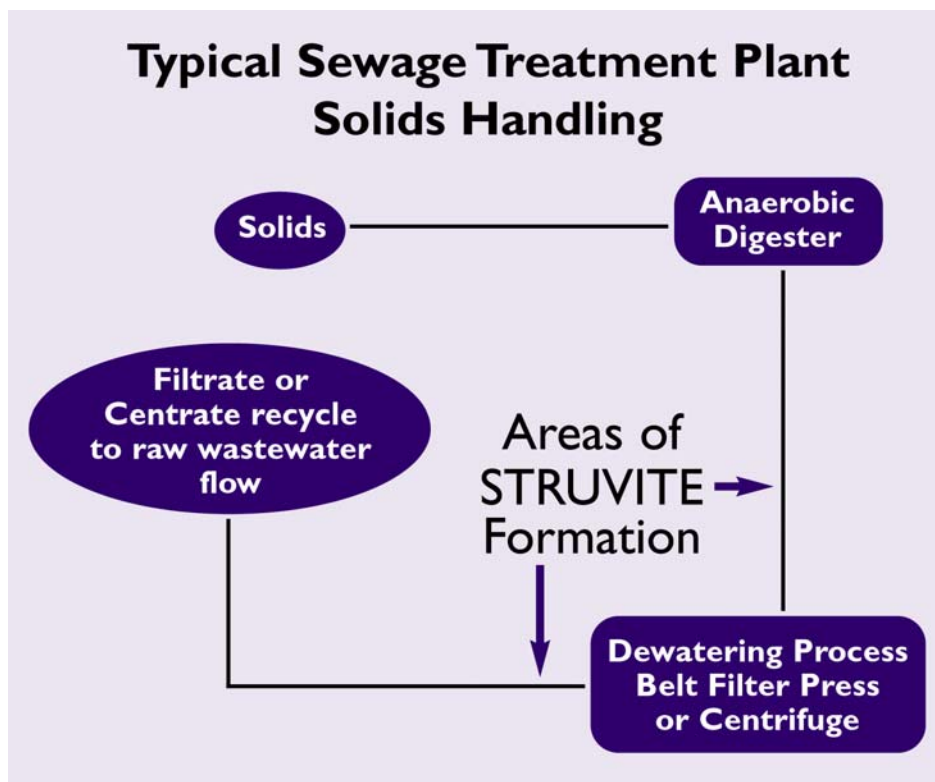 Typical Sewage Treatment Plant
Solids Handling
Solids
Anaerobic
Digester
Filtrate or
Centrate recycle
to raw wastewater
flow
Areas of
STRUVITE
Formation
Dewatering Process
Belt Filter Press
or Centrifuge